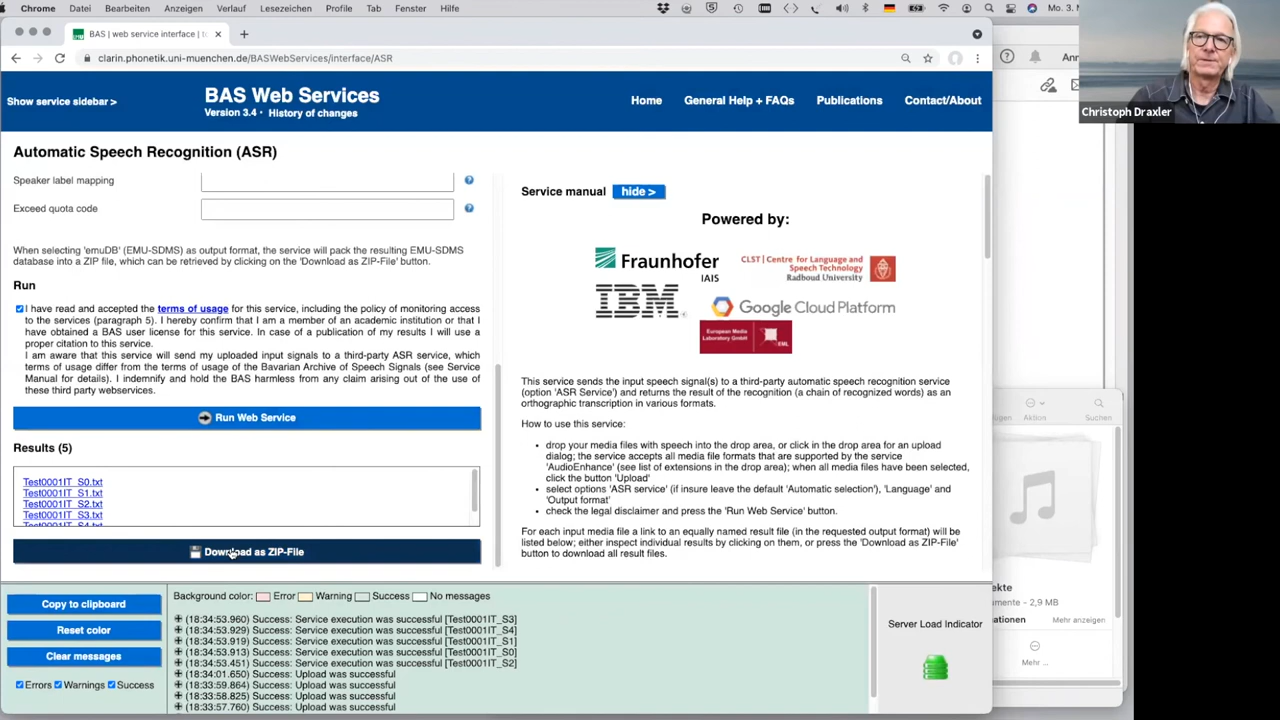 Chrome Datei Bearbeiten Anzeigen Verlauf Lesezeichen Profile Tab Fenster Hilfe
Mo. 3. M
BAS | web service interface | t
clarin.phonetik.uni-muenchen.de/BASWebServices/interface/ASR
Show service sidebar >
BAS Web Services
Version 3.4 • History of changes
Home General Help + FAQs Publications Contact/About
Automatic Speech Recognition (ASR)
Speaker label mapping
Exceed quota code
When selecting 'emuDB' (EMU-SDMS) as output format, the service will pack the resulting EMU-SDMS
database into a ZIP file, which can be retrieved by clicking on the 'Download as ZIP-File' button.
Run
I have read and accepted the terms of usage for this service, including the policy of monitoring access
to the services (paragraph 5). I hereby confirm that I am a member of an academic institution or that I
have obtained a BAS user license for this service. In case of a publication of my results I will use a
proper citation to this service.
I am aware that this service will send my uploaded input signals to a third-party ASR service, which
terms of usage differ from the terms of usage of the Bavarian Archive of Speech Signals (see Service
Manual for details). I indemnify and hold the BAS harmless from any claim arising out of the use of
these third party webservices.
Run Web Service
Results (5)
Test0001IT_S0.txt
Test0001IT_S1.txt
Test0001IT_S2.txt
Test0001IT_S3.txt
Test0001IT_S4.txt
Download as ZIP-File
Service manual hide >
Powered by:
Fraunhofer
IAIS
CLST | Centre for Language and
Speech Technology
Radboud University
IBM
Google Cloud Platform
European Media
Laboratory GmbH
EML
This service sends the input speech signal(s) to a third-party automatic speech recognition service
(option 'ASR Service') and returns the result of the recognition (a chain of recognized words) as
an orthographic transcription in various formats.
How to use this service:
• drop your media files with speech into the drop area, or click in the drop area for an upload
dialog; the service accepts all media file formats that are supported by the service
'AudioEnhance' (see list of extensions in the drop area); when all media files have been selected,
click the button 'Upload'
• select options 'ASR service' (if insure leave the default 'Automatic selection'), 'Language' and
'Output format'
• check the legal disclaimer and press the 'Run Web Service' button.
For each input media file a link to an equally named result file (in the requested output format) will be
listed below; either inspect individual results by clicking on them, or press the 'Download as ZIP-File'
button to download all result files.
Copy to clipboard
Reset color
Clear messages
Errors Warnings Success
Background color: Error Warning Success No messages
(18:34:53.960) Success: Service execution was successful [Test0001IT_S3]
(18:34:53.929) Success: Service execution was successful [Test0001IT_S4]
(18:34:53.919) Success: Service execution was successful [Test0001IT_S1]
(18:34:53.913) Success: Service execution was successful [Test0001IT_S0]
(18:34:53.451) Success: Service execution was successful [Test0001IT_S2]
(18:34:01.650) Success: Upload was successful
(18:33:59.864) Success: Upload was successful
(18:33:58.825) Success: Upload was successful
(18:33:57.760) Success: Upload was successful
Server Load Indicator
Christoph Draxler
Ann
ügen Aktion Suchen
ekte
mente - 2,9 MB
ationen Mehr anzeigen
Mehr ...